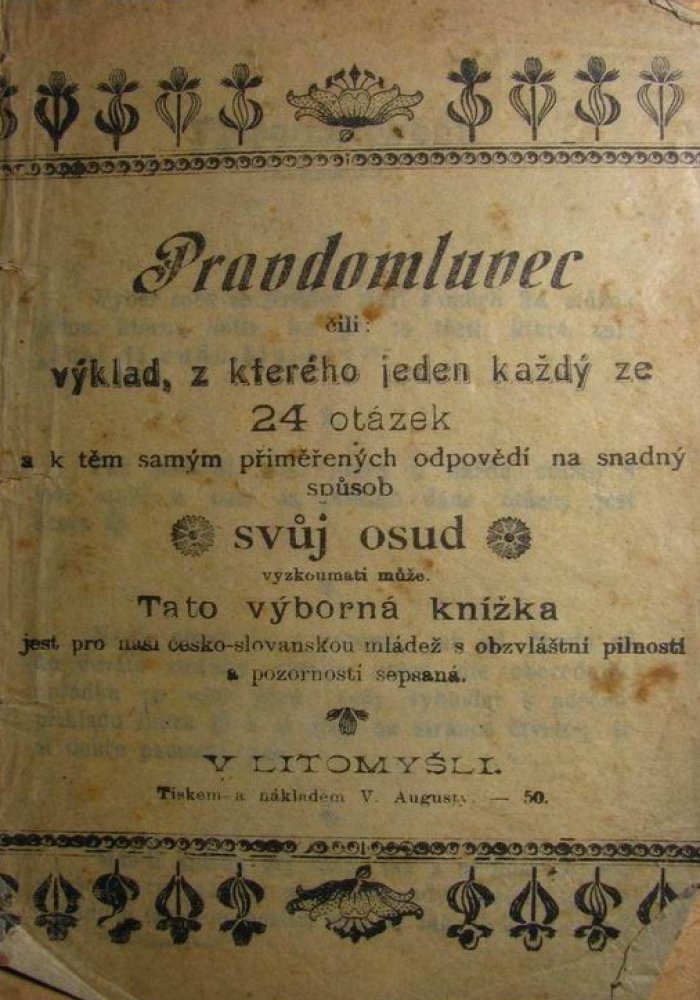 Pravdomluvec
čili:
výklad, z kterého jeden každý ze
24 otázek
a k těm samým přiměřených odpovědí na snadný
způsob
svůj osud
vyzkoumati může.
Tato výborná knížka
jest pro naši česko-slovanskou mládež s obzvláštní pilností
a pozorností sepsaná.
V LITOMYŠLI.
Tiskem a nákladem V. Augusty. — 50.